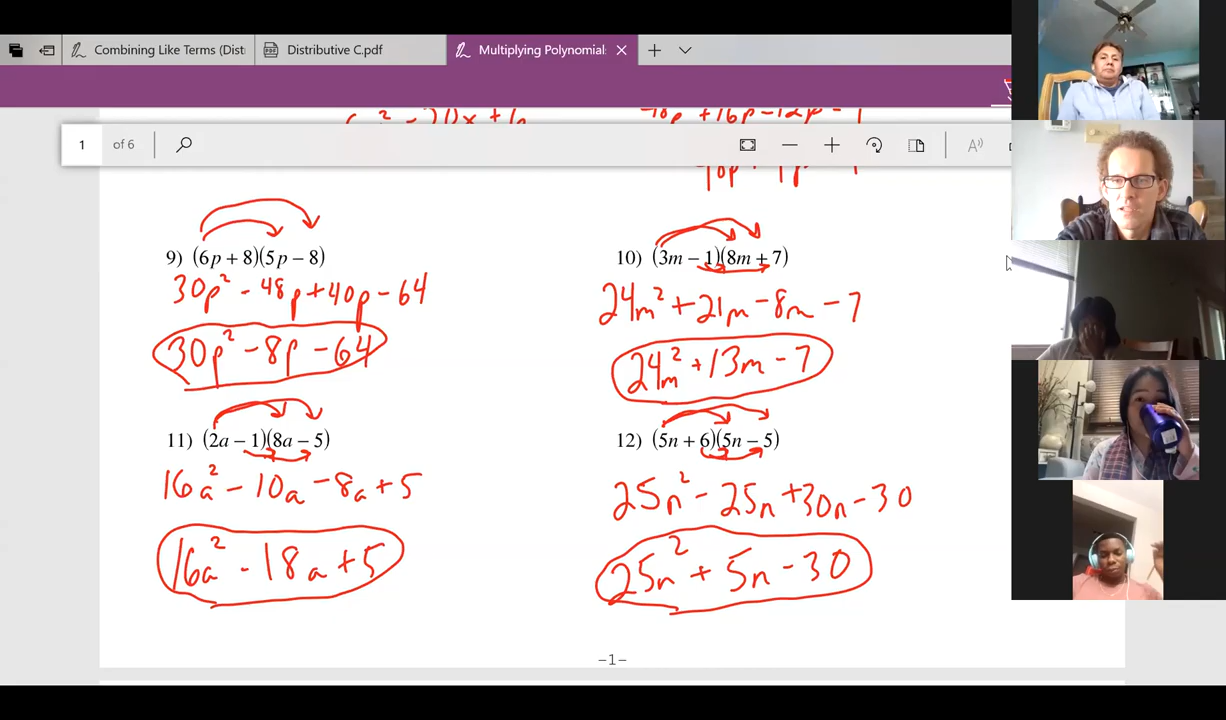 Combining Like Terms (Dist
Distributive C.pdf
Multiplying Polynomial
1 of 6
9) (6p + 8)(5p − 8)
30p² - 48p + 40p - 64
30p² - 8p - 64
10) (3m − 1)(8m + 7)
24m² + 21m - 8m - 7
24m² + 13m - 7
11) (2a − 1)(8a − 5)
16a² - 10a - 8a + 5
16a² - 18a + 5
12) (5n + 6)(5n − 5)
25n² - 25n + 30n - 30
25n² + 5n - 30
-1-